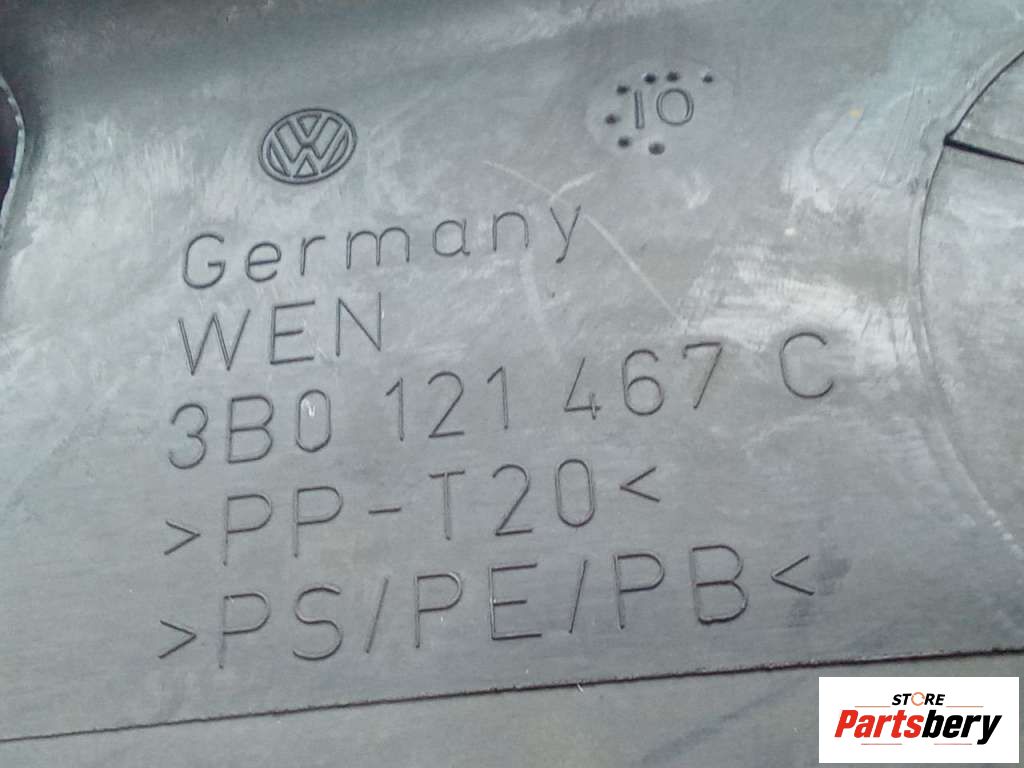 10
Germany
WEN
3B0 121 467 C
>PP-T20<
>PS/PE/PB<
STORE
Partsbery